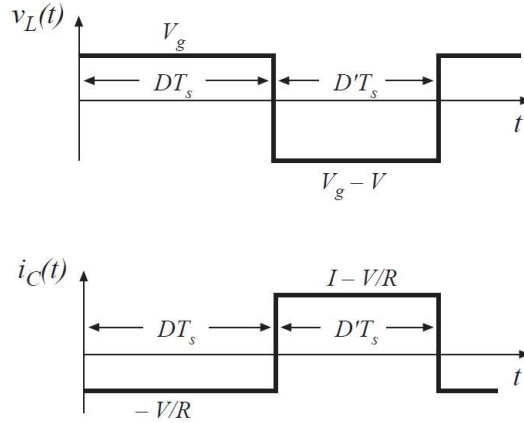 v_L(t)
V_g
DT_s
D'T_s
t
V_g – V
i_C(t)
I – V/R
DT_s
D'T_s
t
– V/R